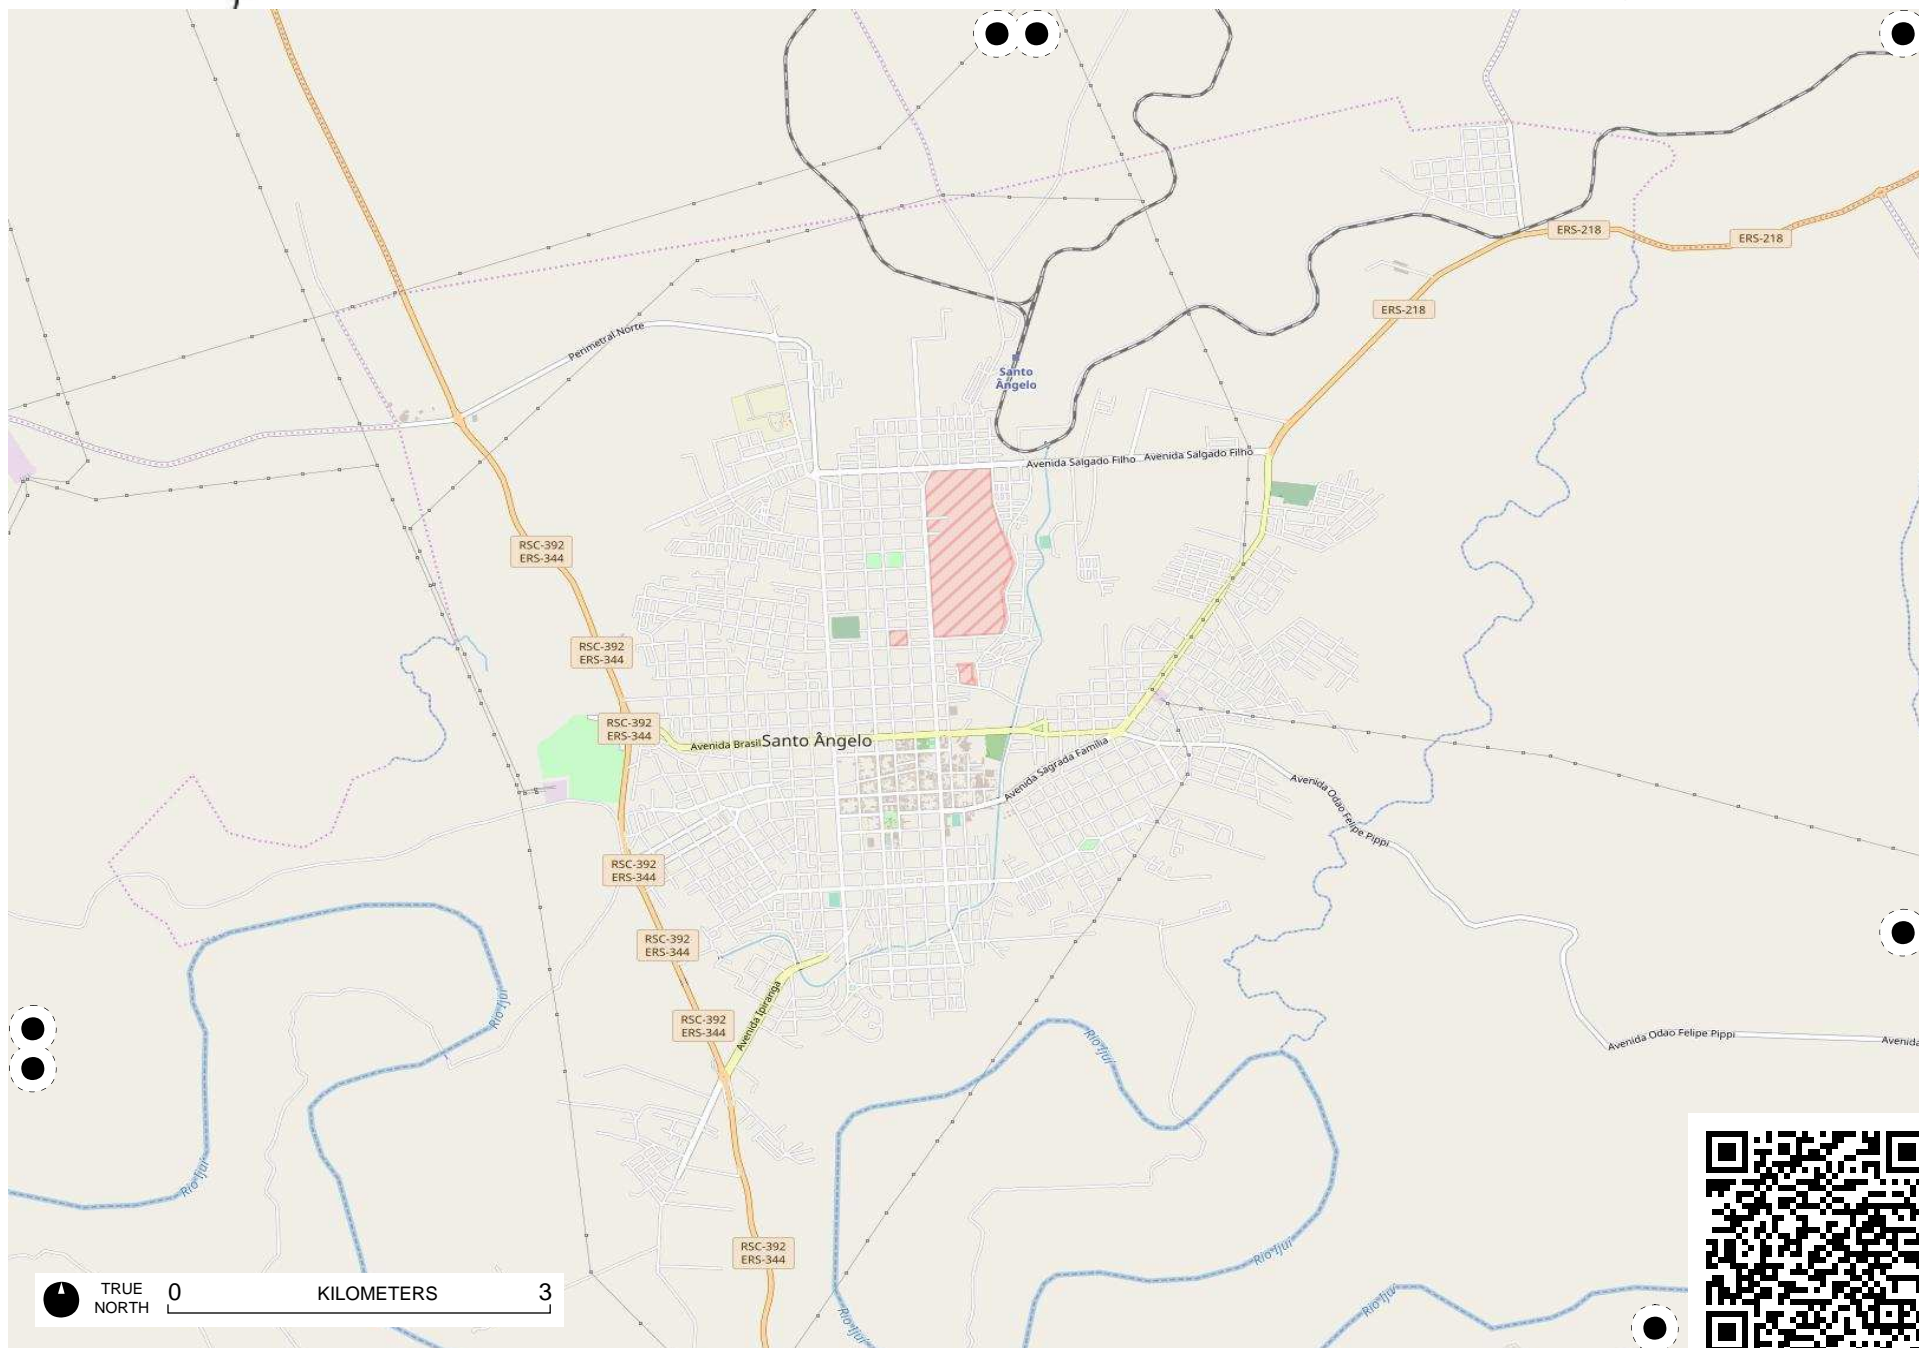 ERS-218
ERS-218
ERS-218
Perimetral Norte
Santo
Ângelo
Avenida Salgado Filho
Avenida Salgado Filho
RSC-392
ERS-344
RSC-392
ERS-344
RSC-392
ERS-344
Avenida Brasil
Santo Ângelo
Avenida Sagrada Família
Avenida Odao Felipe Pippi
RSC-392
ERS-344
RSC-392
ERS-344
Rio Ijuí
Avenida Ipiranga
RSC-392
ERS-344
Rio Ijuí
Avenida Odao Felipe Pippi
Avenida
Rio Ijuí
RSC-392
ERS-344
Rio Ijuí
Rio Ijuí
Rio Ijuí
TRUE
NORTH
0
KILOMETERS
3